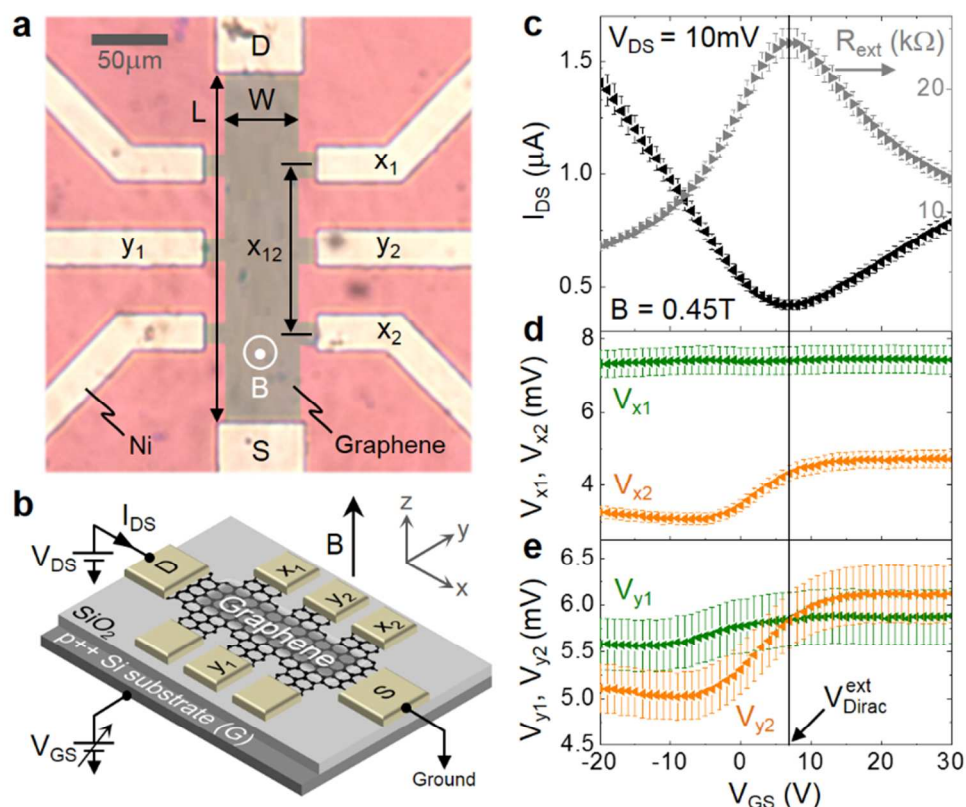 a
50μm
D
L
W
x1
y1
x12
y2
x2
B
Ni
S
Graphene
b
IDS
VDS
B
z
y
x
D
x1
y2
x2
Graphene
SiO2
y1
S
p++ Si substrate (G)
VGS
Ground
c
VDS = 10mV
Rext (kΩ)
1.5
1.0
0.5
20
10
IDS (μA)
B = 0.45T
d
8
6
4
Vx1, Vx2 (mV)
Vx1
Vx2
e
6.5
6.0
5.5
5.0
4.5
Vy1, Vy2 (mV)
Vy1
Vy2
VDirac ext
-20 -10 0 10 20 30
VGS (V)